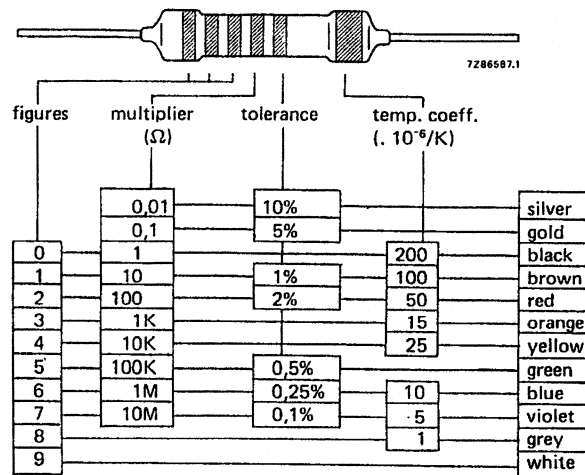 7Z86587.1
figures multiplier tolerance temp. coeff.
(Ω) (. 10⁻⁶/K)
0,01 10% silver
0,1 5% gold
0 1 200 black
1 10 1% 100 brown
2 100 2% 50 red
3 1K 15 orange
4 10K 25 yellow
5 100K 0,5% green
6 1M 0,25% 10 blue
7 10M 0,1% 5 violet
8 1 grey
9 white